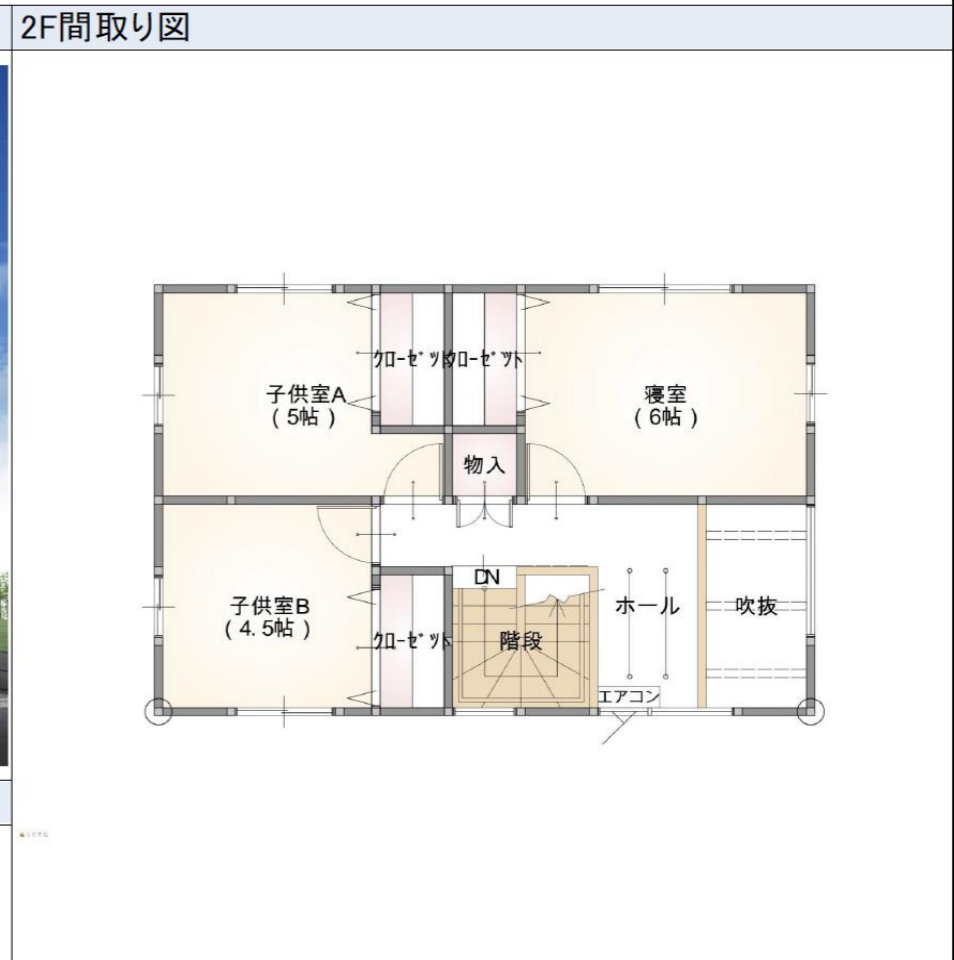 2F間取り図
クローゼット
クローゼット
子供室A
(5帖)
寝室
(6帖)
物入
DN
子供室B
(4.5帖)
クローゼット
階段
ホール
吹抜
エアコン